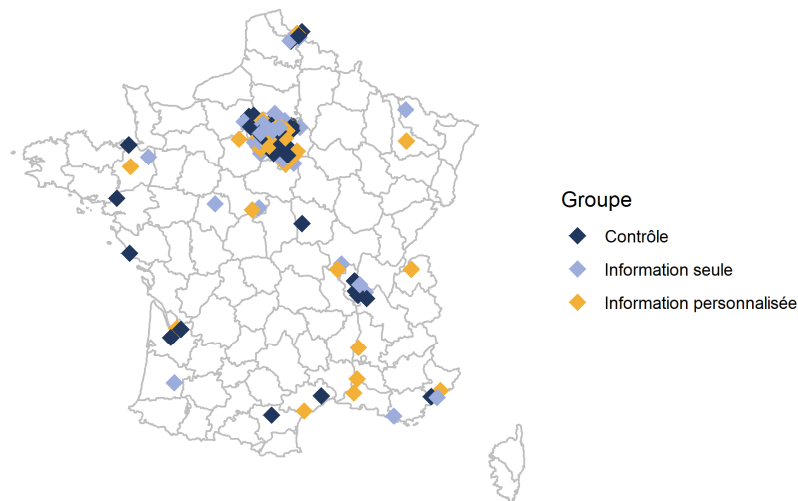 Groupe
Contrôle
Information seule
Information personnalisée